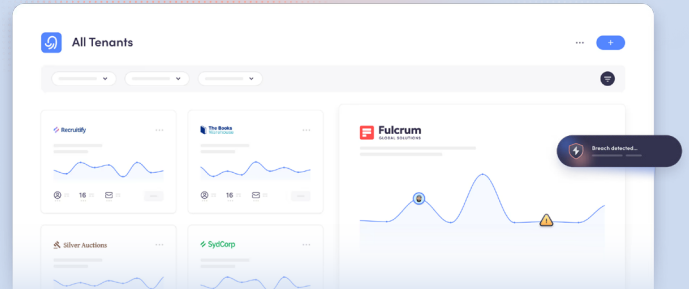 All Tenants
Recruitify
The Books
Fulcrum
GLOBAL SOLUTIONS
Breach detected...
16
16
Silver Auctions
SydCorp